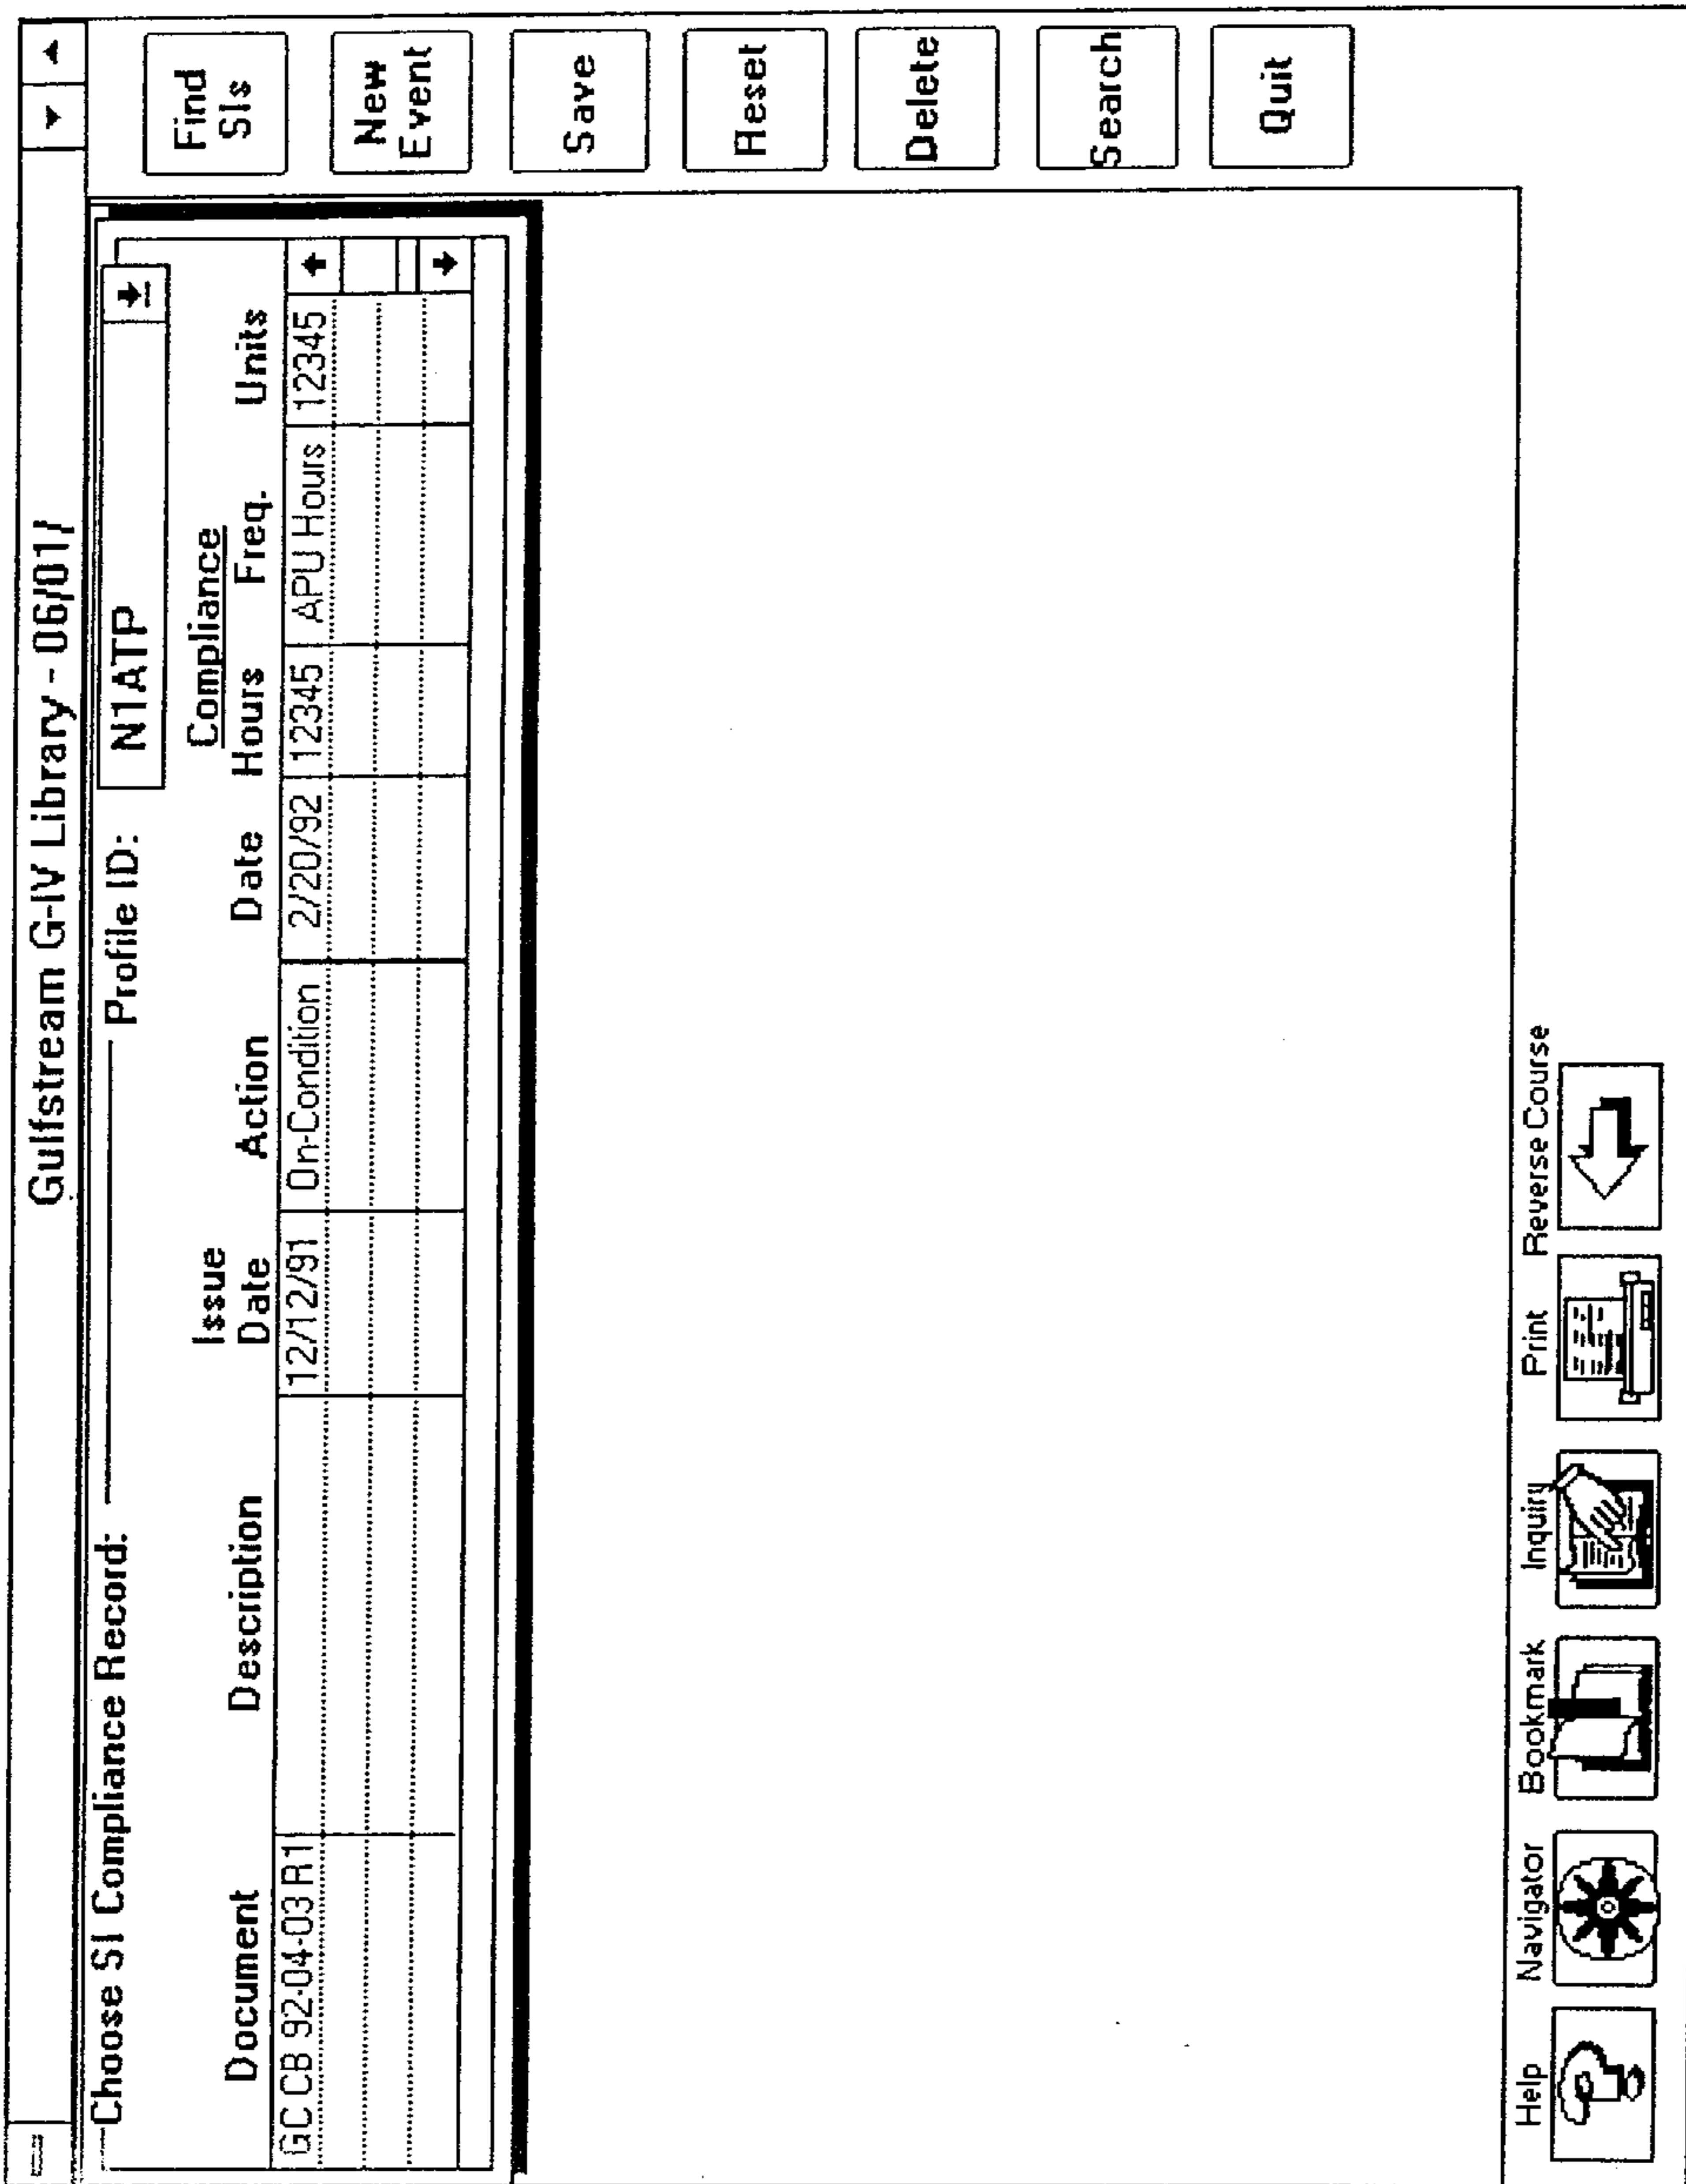 Gulfstream G-IV Library - 06/01/
Choose SI Compliance Record: Profile ID: N1ATP
Compliance
Issue
Document Description Date Action Date Hours Freq. Units
GC CB 92-04-03 R1 12/12/91 On-Condition 2/20/92 12345 APU Hours 12345
Find
SIs
New
Event
Save
Reset
Delete
Search
Quit
Help Navigator Bookmark Inquiry Print Reverse Course